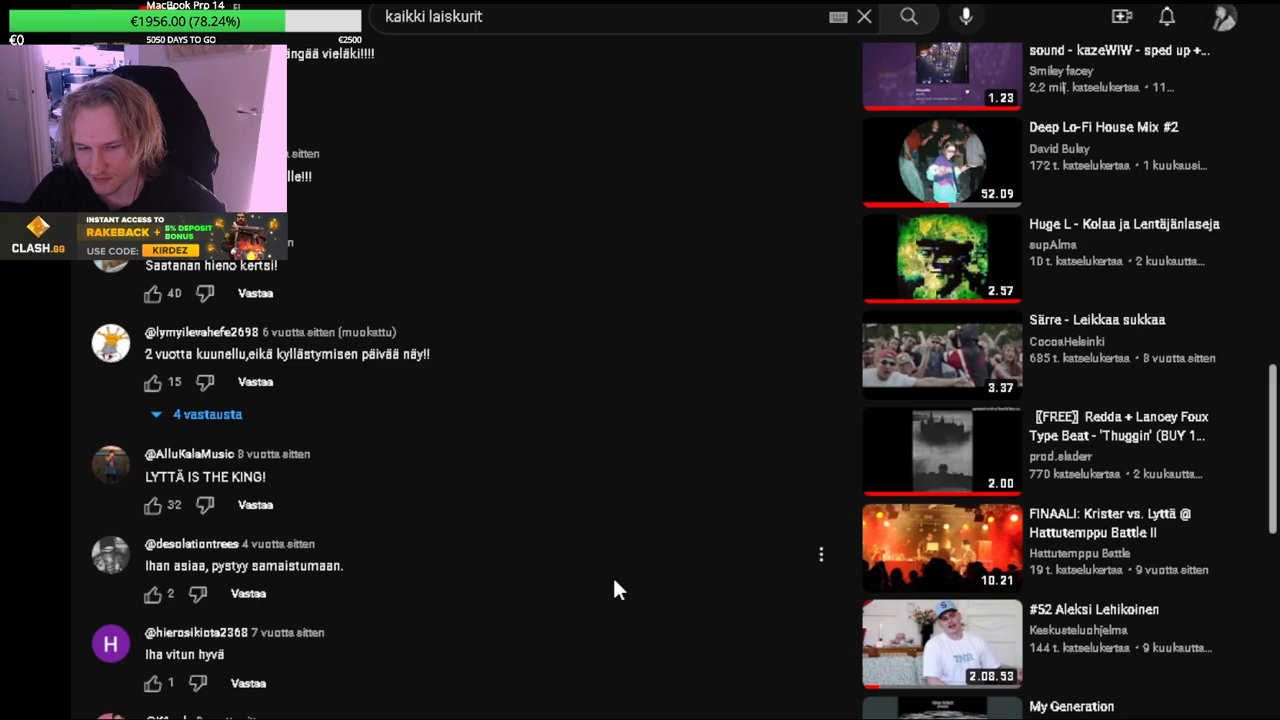 MacBook Pro 14
€1956.00 (78.24%)
€0
5050 DAYS TO GO
€2500
kaikki laiskurit
vieläki!!!!
sitten
lle!!!
INSTANT ACCESS TO
RAKEBACK +
5% DEPOSIT
BONUS
CLASH.GG
USE CODE: KIRDEZ
Saatanan hieno kertsi!
40 Vastaa
@lymyilevahefe2698 6 vuotta sitten (muokattu)
2 vuotta kuunellu,eikä kyllästymisen päivää näy!!
15 Vastaa
4 vastausta
@AlluKalaMusic 8 vuotta sitten
LYTTÄ IS THE KING!
32 Vastaa
@desolationtrees 4 vuotta sitten
Ihan asiaa, pystyy samaistumaan.
2 Vastaa
H
@hierosikiota2368 7 vuotta sitten
Iha vitun hyvä
1 Vastaa
sound - kazeWIW - sped up +...
Smiley facey
2,2 milj. katselukertaa • 11...
1.23
Deep Lo-Fi House Mix #2
David Bulay
172 t. katselukertaa • 1 kuukausi...
52.09
Huge L - Kolaa ja Lentäjänlaseja
supAlma
10 t. katselukertaa • 2 kuukautta...
2.57
Särre - Leikkaa sukkaa
CocoaHelsinki
685 t. katselukertaa • 8 vuotta sitten
3.37
〚FREE〛 Redda + Lancey Foux
Type Beat - 'Thuggin' (BUY 1...
prod.sladerr
770 katselukertaa • 2 kuukautta...
2.00
FINAALI: Krister vs. Lyttä @
Hattutemppu Battle II
Hattutemppu Battle
19 t. katselukertaa • 9 vuotta sitten
10.21
#52 Aleksi Lehikoinen
Keskusteluohjelma
144 t. katselukertaa • 9 kuukautta...
2.08.53
My Generation